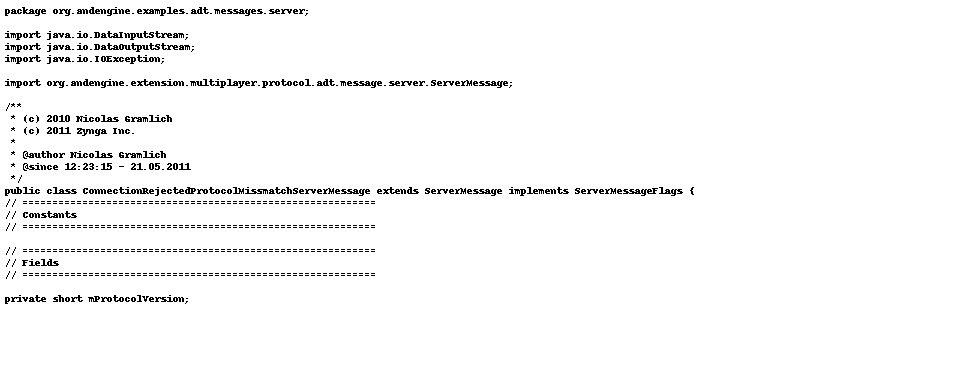 package org.andengine.examples.adt.messages.server;

import java.io.DataInputStream;
import java.io.DataOutputStream;
import java.io.IOException;

import org.andengine.extension.multiplayer.protocol.adt.message.server.ServerMessage;

/**
 * (c) 2010 Nicolas Gramlich
 * (c) 2011 Zynga Inc.
 *
 * @author Nicolas Gramlich
 * @since 12:23:15 - 21.05.2011
 */
public class ConnectionRejectedProtocolMissmatchServerMessage extends ServerMessage implements ServerMessageFlags {
// ===========================================================
// Constants
// ===========================================================

// ===========================================================
// Fields
// ===========================================================

private short mProtocolVersion;